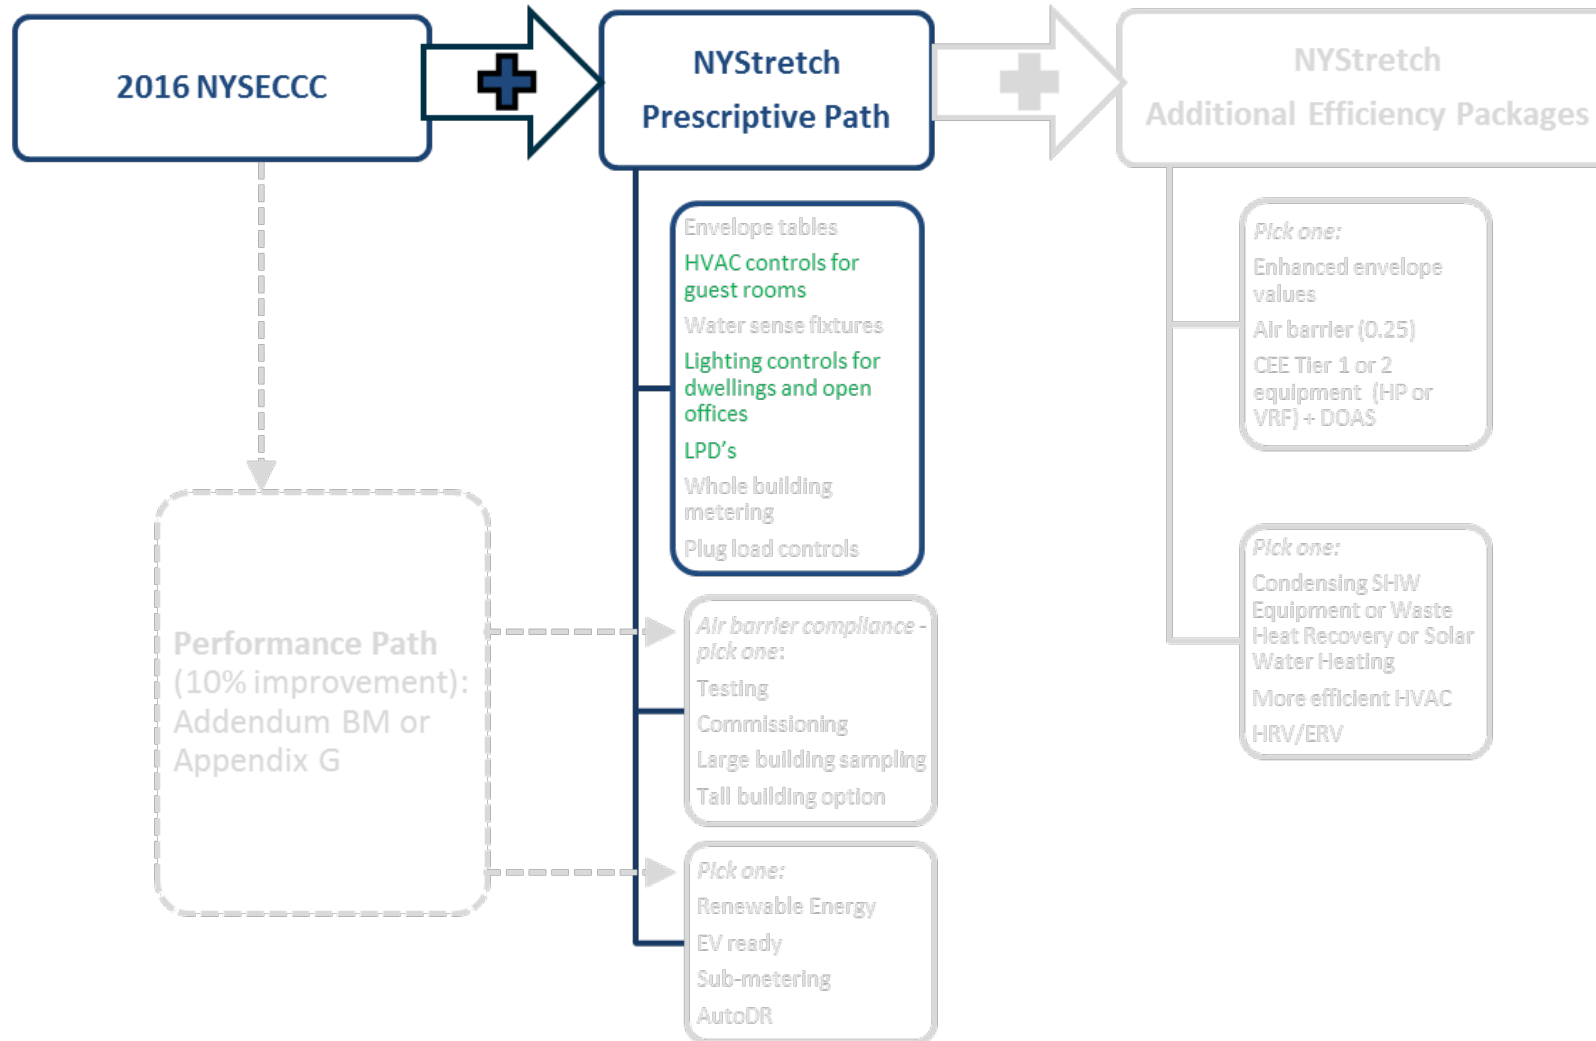 2016 NYSECCC
NYStretch
Prescriptive Path
NYStretch
Additional Efficiency Packages
Envelope tables
HVAC controls for
guest rooms
Water sense fixtures
Lighting controls for
dwellings and open
offices
LPD’s
Whole building
metering
Plug load controls
Pick one:
Enhanced envelope
values
Air barrier (0.25)
CEE Tier 1 or 2
equipment (HP or
VRF) + DOAS
Performance Path
(10% improvement):
Addendum BM or
Appendix G
Air barrier compliance -
pick one:
Testing
Commissioning
Large building sampling
Tall building option
Pick one:
Condensing SHW
Equipment or Waste
Heat Recovery or Solar
Water Heating
More efficient HVAC
HRV/ERV
Pick one:
Renewable Energy
EV ready
Sub-metering
AutoDR